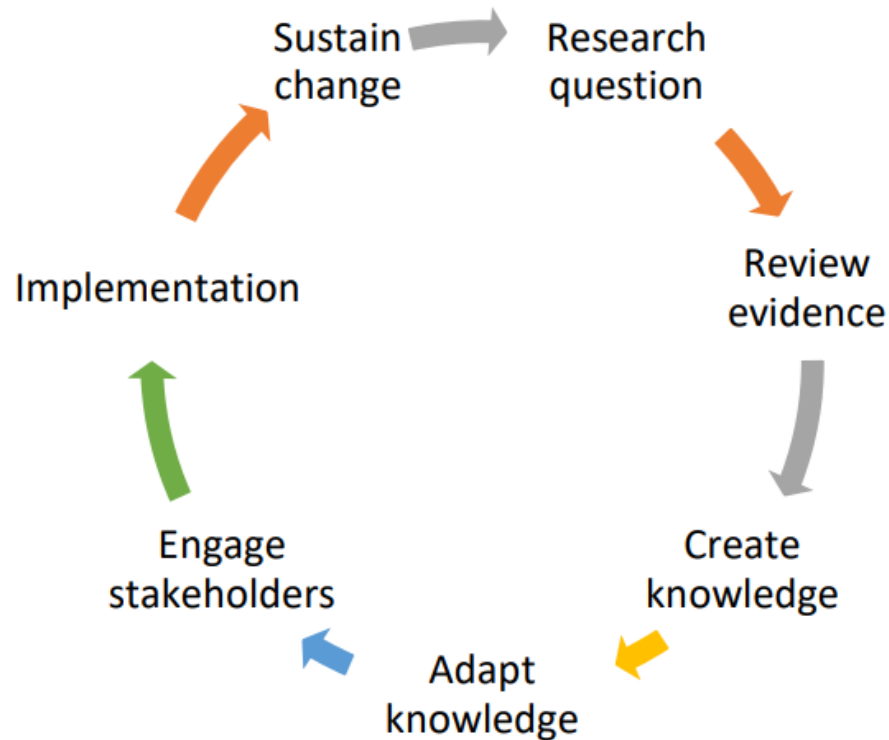 Sustain
change
Research
question
Review
evidence
Create
knowledge
Adapt
knowledge
Engage
stakeholders
Implementation